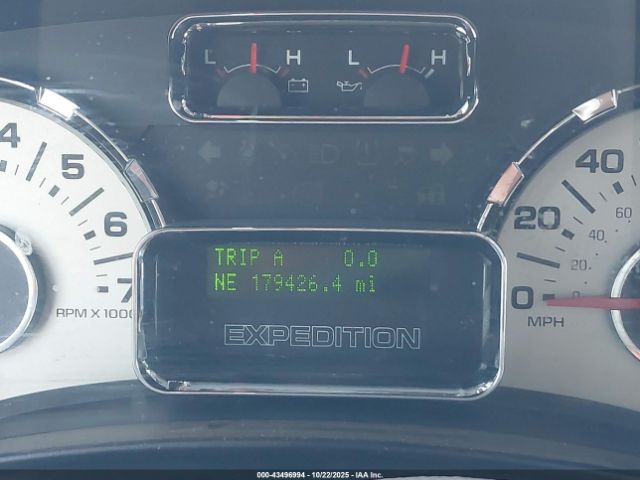 L H L H
4
5
6
7
RPM X 1000
TRIP A 0.0
NE 179426.4 mi
EXPEDITION
40
60
20
40
20
0 0
MPH
000-43496994 - 10/22/2025 - IAA Inc.